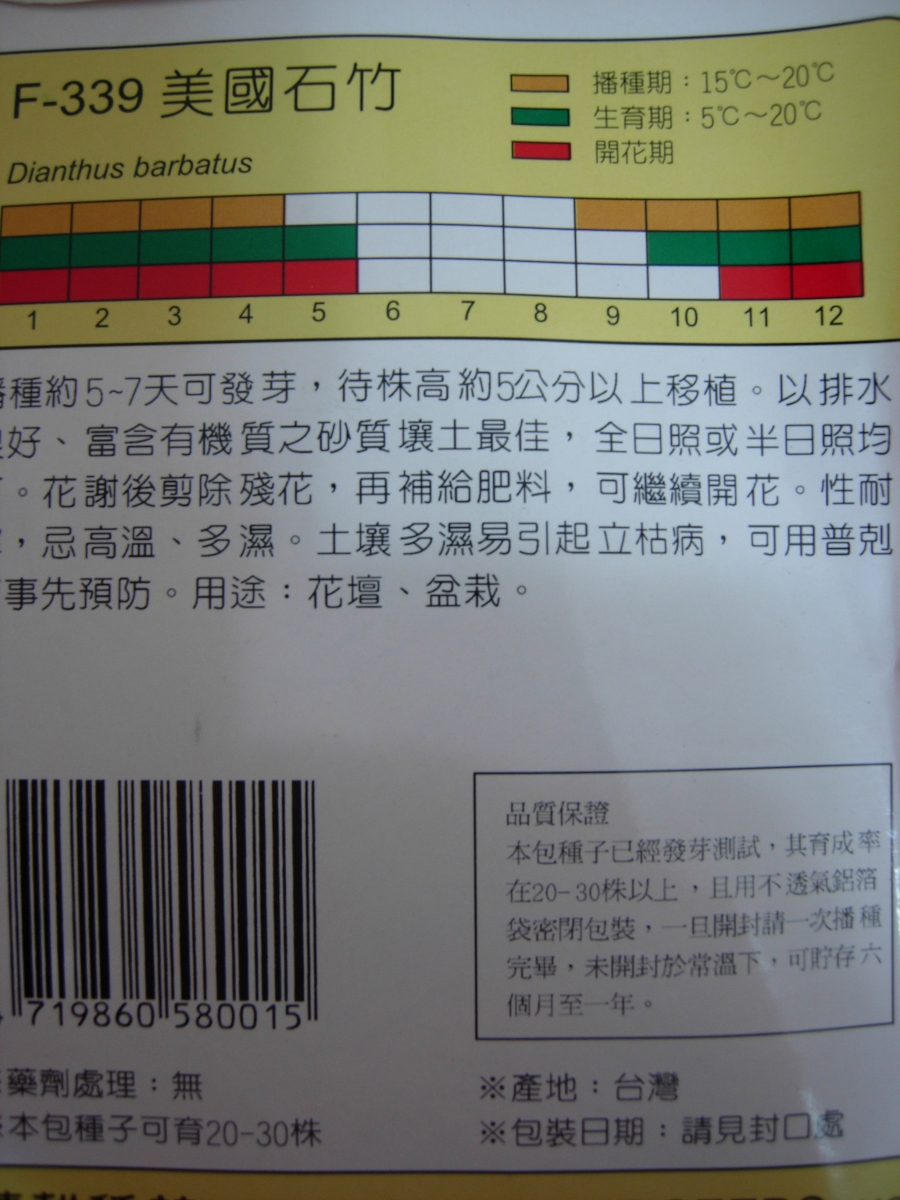 F-339 美國石竹
播種期：15℃～20℃
生育期：5℃～20℃
開花期
Dianthus barbatus
1 2 3 4 5 6 7 8 9 10 11 12
播種約5~7天可發芽，待株高約5公分以上移植。以排水
良好、富含有機質之砂質壤土最佳，全日照或半日照均
。花謝後剪除殘花，再補給肥料，可繼續開花。性耐
，忌高溫、多濕。土壤多濕易引起立枯病，可用普剋
事先預防。用途：花壇、盆栽。
品質保證
本包種子已經發芽測試，其育成率
在20-30株以上，且用不透氣鋁箔
袋密閉包裝，一旦開封請一次播種
完畢，未開封於常溫下，可貯存六
個月至一年。
4 719860 580015
藥劑處理：無
※本包種子可育20-30株
※產地：台灣
※包裝日期：請見封口處